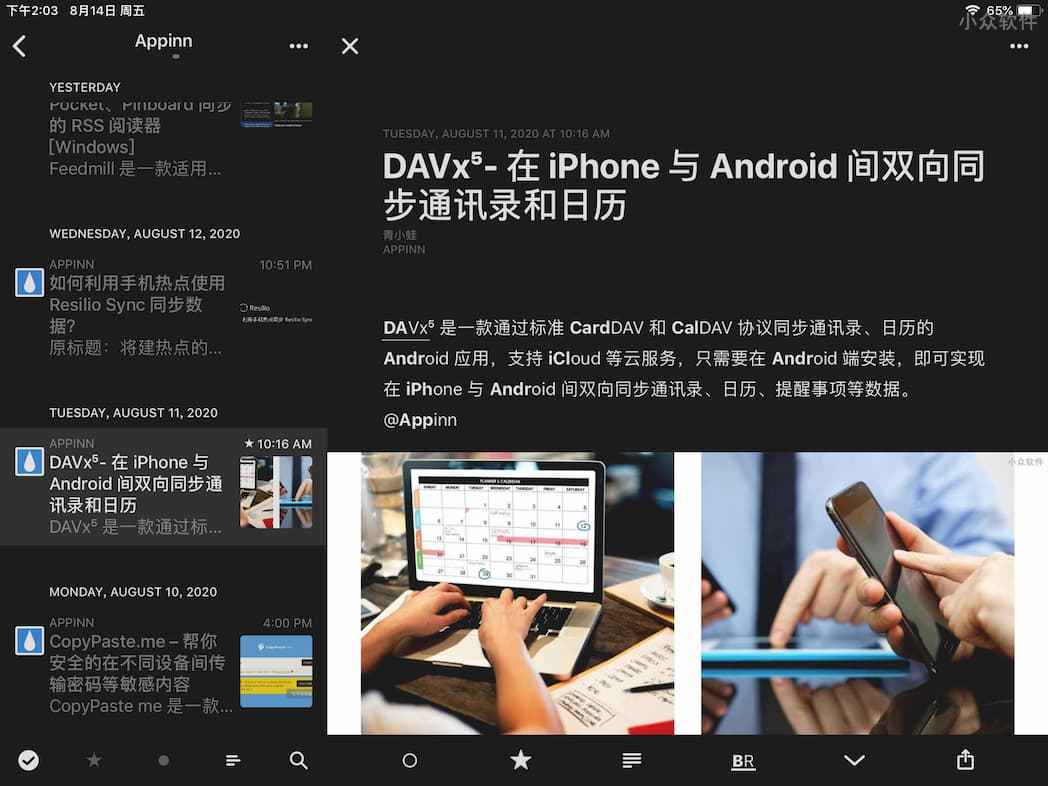 下午2:03 8月14日 周五
65%
小众软件
Appinn
YESTERDAY
Pocket、Pinboard 同步
的 RSS 阅读器
[Windows]
Feedmill 是一款适用...
WEDNESDAY, AUGUST 12, 2020
APPINN 10:51 PM
如何利用手机热点使用
Resilio Sync 同步数
据?
原标题：将建热点的...
Resilio
TUESDAY, AUGUST 11, 2020
APPINN ★ 10:16 AM
DAVx⁵- 在 iPhone 与
Android 间双向同步通
讯录和日历
DAVx⁵ 是一款通过标...
MONDAY, AUGUST 10, 2020
APPINN 4:00 PM
CopyPaste.me – 帮你
安全的在不同设备间传
输密码等敏感内容
CopyPaste me 是一款...
TUESDAY, AUGUST 11, 2020 AT 10:16 AM
DAVx⁵- 在 iPhone 与 Android 间双向同
步通讯录和日历
青小蛙
APPINN
DAVx⁵ 是一款通过标准 CardDAV 和 CalDAV 协议同步通讯录、日历的
Android 应用，支持 iCloud 等云服务，只需要在 Android 端安装，即可实现
在 iPhone 与 Android 间双向同步通讯录、日历、提醒事项等数据。
@Appinn
小众软件
PLANNER & CALENDAR
SUNDAY MONDAY TUESDAY WEDNESDAY THURSDAY FRIDAY SATURDAY
BR